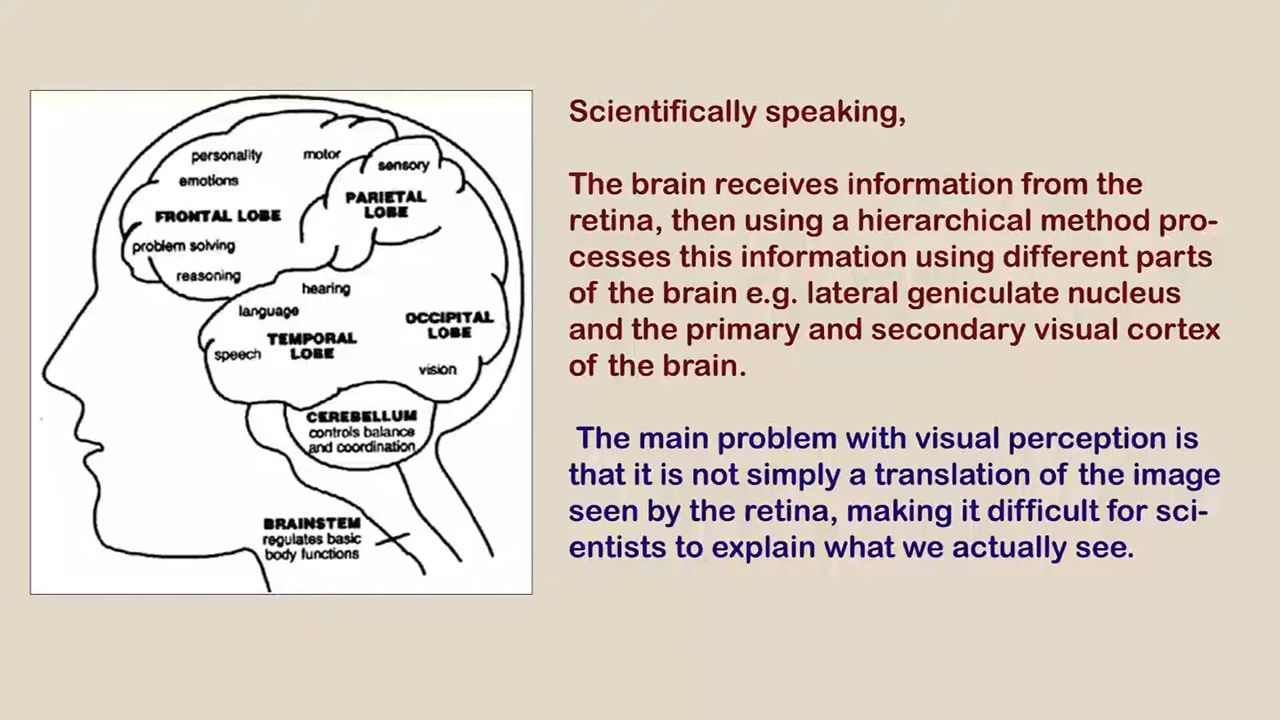 personality
motor
sensory
emotions
FRONTAL LOBE
PARIETAL
LOBE
problem solving
reasoning
hearing
language
OCCIPITAL
LOBE
TEMPORAL
LOBE
speech
vision
CEREBELLUM
controls balance
and coordination
BRAINSTEM
regulates basic
body functions
Scientifically speaking,
The brain receives information from the
retina, then using a hierarchical method pro-
cesses this information using different parts
of the brain e.g. lateral geniculate nucleus
and the primary and secondary visual cortex
of the brain.
The main problem with visual perception is
that it is not simply a translation of the image
seen by the retina, making it difficult for sci-
entists to explain what we actually see.